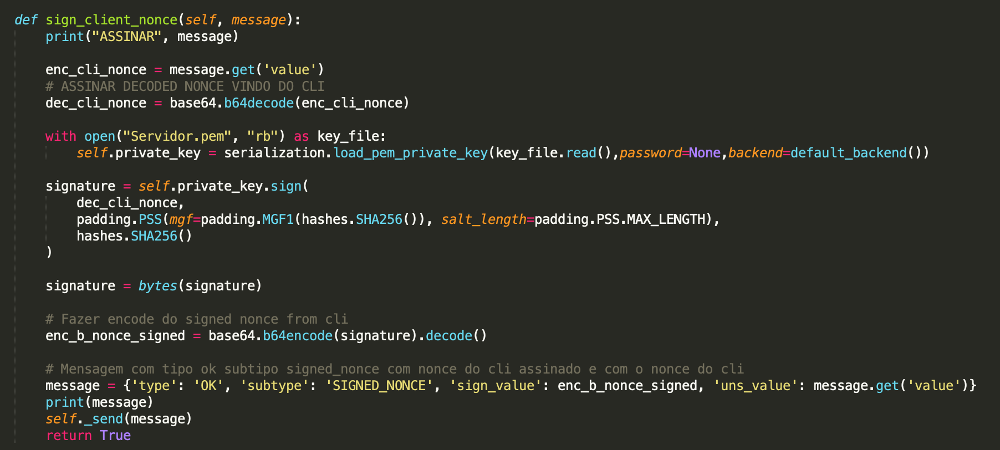 def sign_client_nonce(self, message):
    print("ASSINAR", message)

    enc_cli_nonce = message.get('value')
    # ASSINAR DECODED NONCE VINDO DO CLI
    dec_cli_nonce = base64.b64decode(enc_cli_nonce)

    with open("Servidor.pem", "rb") as key_file:
        self.private_key = serialization.load_pem_private_key(key_file.read(),password=None,backend=default_backend())

    signature = self.private_key.sign(
        dec_cli_nonce,
        padding.PSS(mgf=padding.MGF1(hashes.SHA256()), salt_length=padding.PSS.MAX_LENGTH),
        hashes.SHA256()
    )

    signature = bytes(signature)

    # Fazer encode do signed nonce from cli
    enc_b_nonce_signed = base64.b64encode(signature).decode()

    # Mensagem com tipo ok subtipo signed_nonce com nonce do cli assinado e com o nonce do cli
    message = {'type': 'OK', 'subtype': 'SIGNED_NONCE', 'sign_value': enc_b_nonce_signed, 'uns_value': message.get('value')}
    print(message)
    self._send(message)
    return True